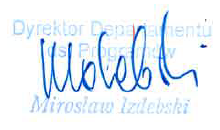 Dyrektor Departamentu
ds. Programów
Mirosław Izdebski